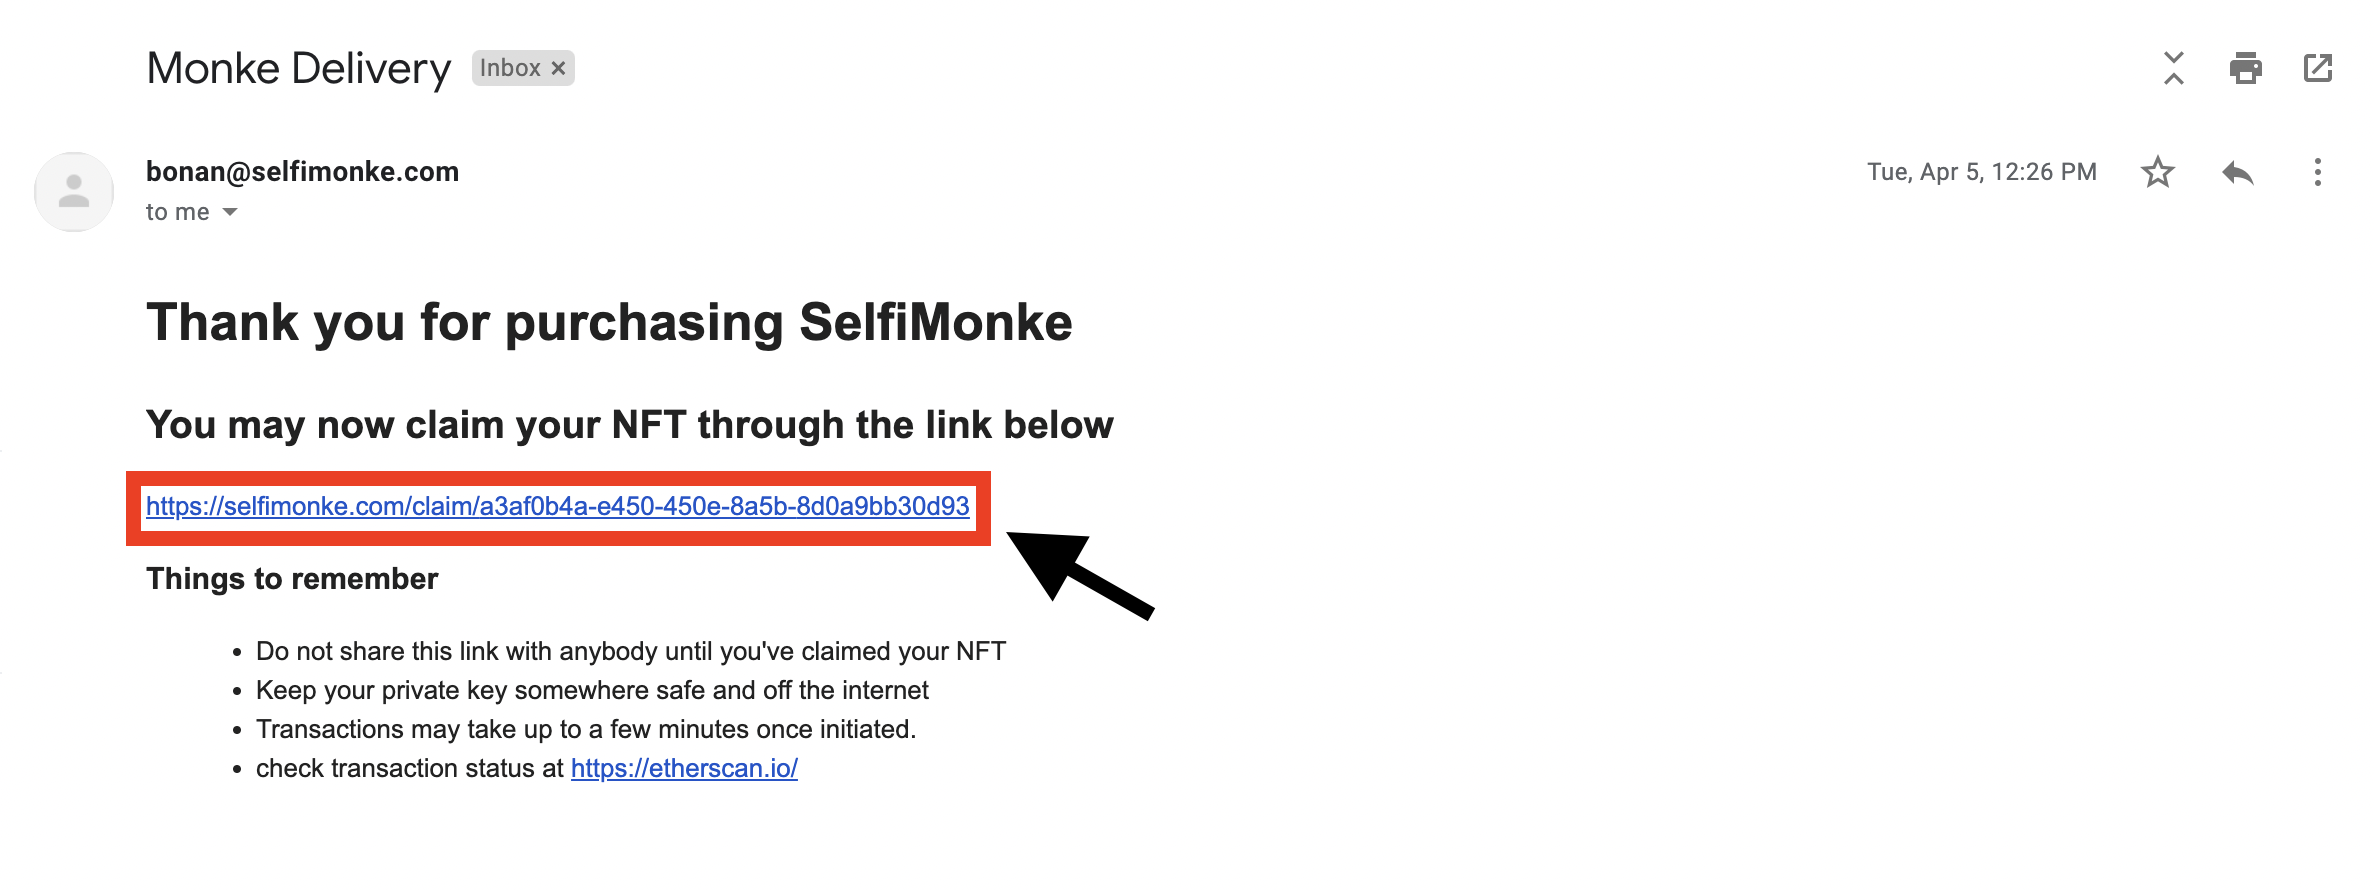 Monke Delivery Inbox ×
bonan@selfimonke.com Tue, Apr 5, 12:26 PM
to me
Thank you for purchasing SelfiMonke
You may now claim your NFT through the link below
https://selfimonke.com/claim/a3af0b4a-e450-450e-8a5b-8d0a9bb30d93
Things to remember
• Do not share this link with anybody until you've claimed your NFT
• Keep your private key somewhere safe and off the internet
• Transactions may take up to a few minutes once initiated.
• check transaction status at https://etherscan.io/